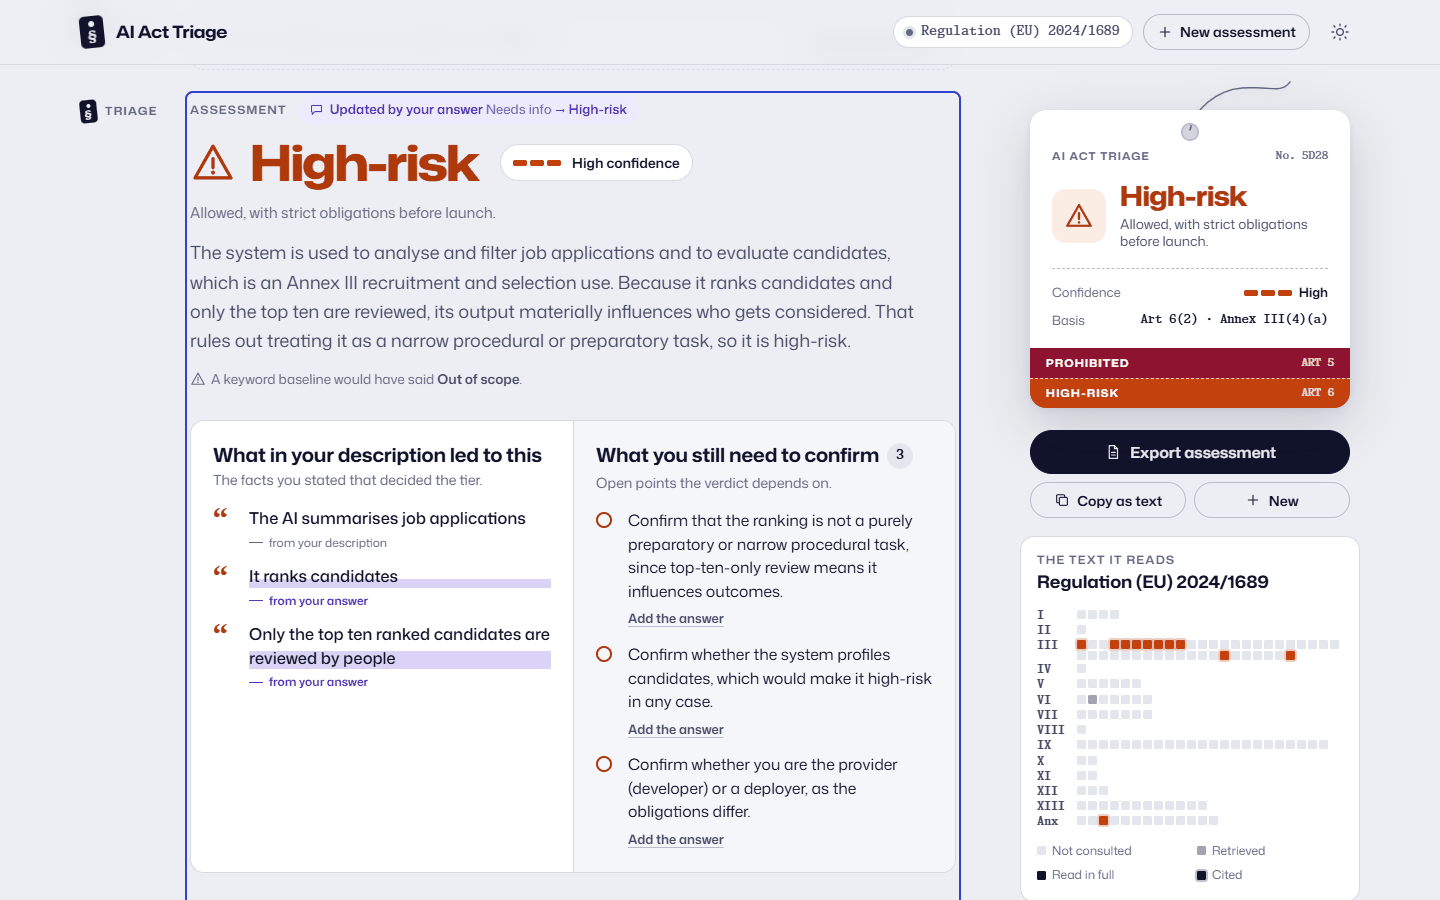 AI Act Triage
Regulation (EU) 2024/1689
+ New assessment
§ TRIAGE
ASSESSMENT
Updated by your answer Needs info → High-risk
High-risk
High confidence
Allowed, with strict obligations before launch.
The system is used to analyse and filter job applications and to evaluate candidates,
which is an Annex III recruitment and selection use. Because it ranks candidates and
only the top ten are reviewed, its output materially influences who gets considered. That
rules out treating it as a narrow procedural or preparatory task, so it is high-risk.
A keyword baseline would have said Out of scope.
What in your description led to this
The facts you stated that decided the tier.
“ The AI summarises job applications
— from your description
“ It ranks candidates
— from your answer
“ Only the top ten ranked candidates are
reviewed by people
— from your answer
What you still need to confirm 3
Open points the verdict depends on.
Confirm that the ranking is not a purely
preparatory or narrow procedural task,
since top-ten-only review means it
influences outcomes.
Add the answer
Confirm whether the system profiles
candidates, which would make it high-risk
in any case.
Add the answer
Confirm whether you are the provider
(developer) or a deployer, as the
obligations differ.
Add the answer
AI ACT TRIAGE
No. 5D28
High-risk
Allowed, with strict obligations
before launch.
Confidence High
Basis Art 6(2) · Annex III(4)(a)
PROHIBITED ART 5
HIGH-RISK ART 6
Export assessment
Copy as text
+ New
THE TEXT IT READS
Regulation (EU) 2024/1689
I
II
III
IV
V
VI
VII
VIII
IX
X
XI
XII
XIII
Anx
Not consulted
Retrieved
Read in full
Cited